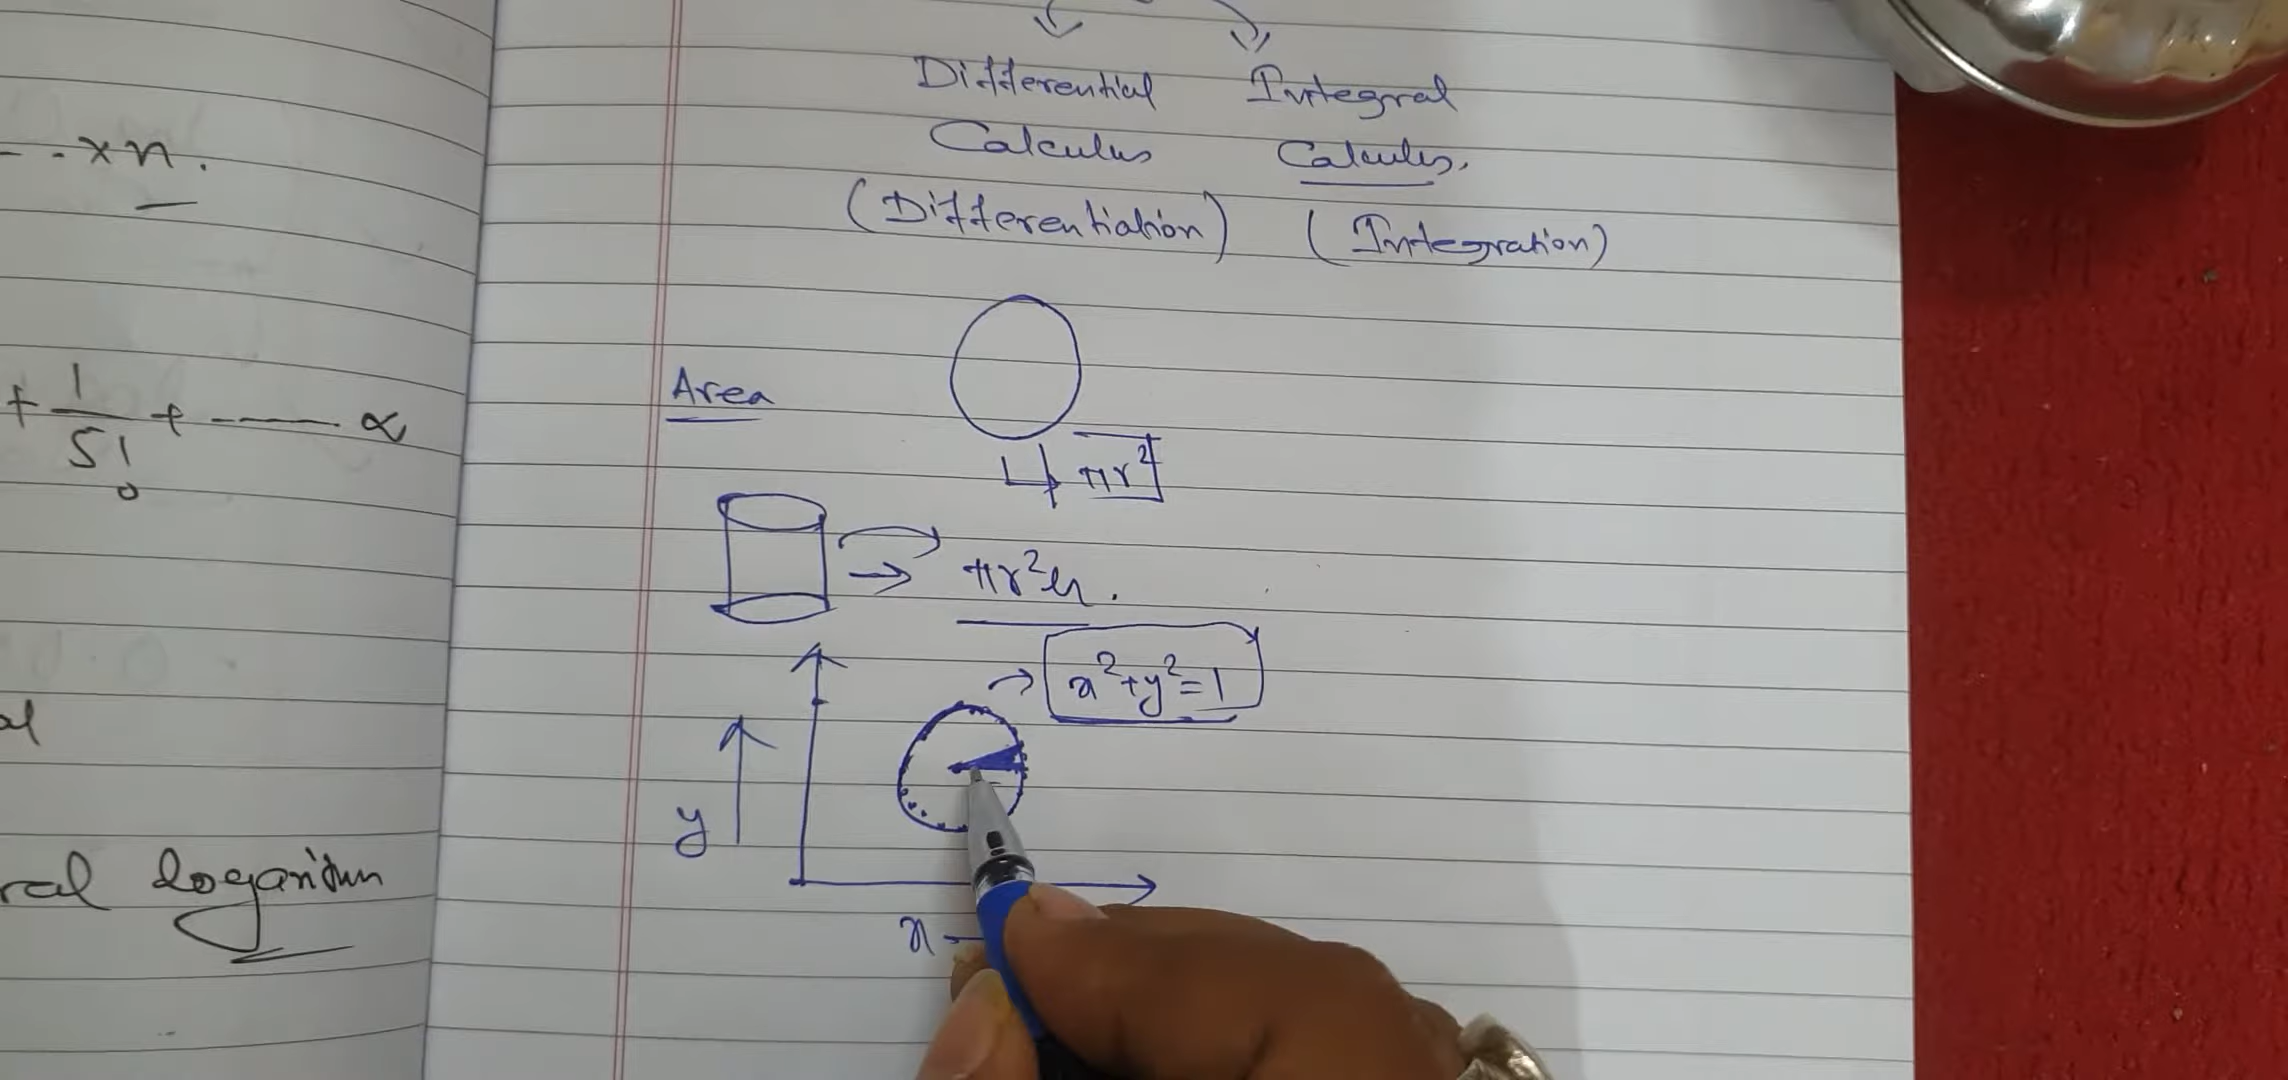 - - x n.
+ 1/5! + —— ∝
al
ral logarithm
Differential Integral
Calculus Calculus.
(Differentiation) (Integration)
Area
πr²
πr²h.
x²+y²=1
y
x